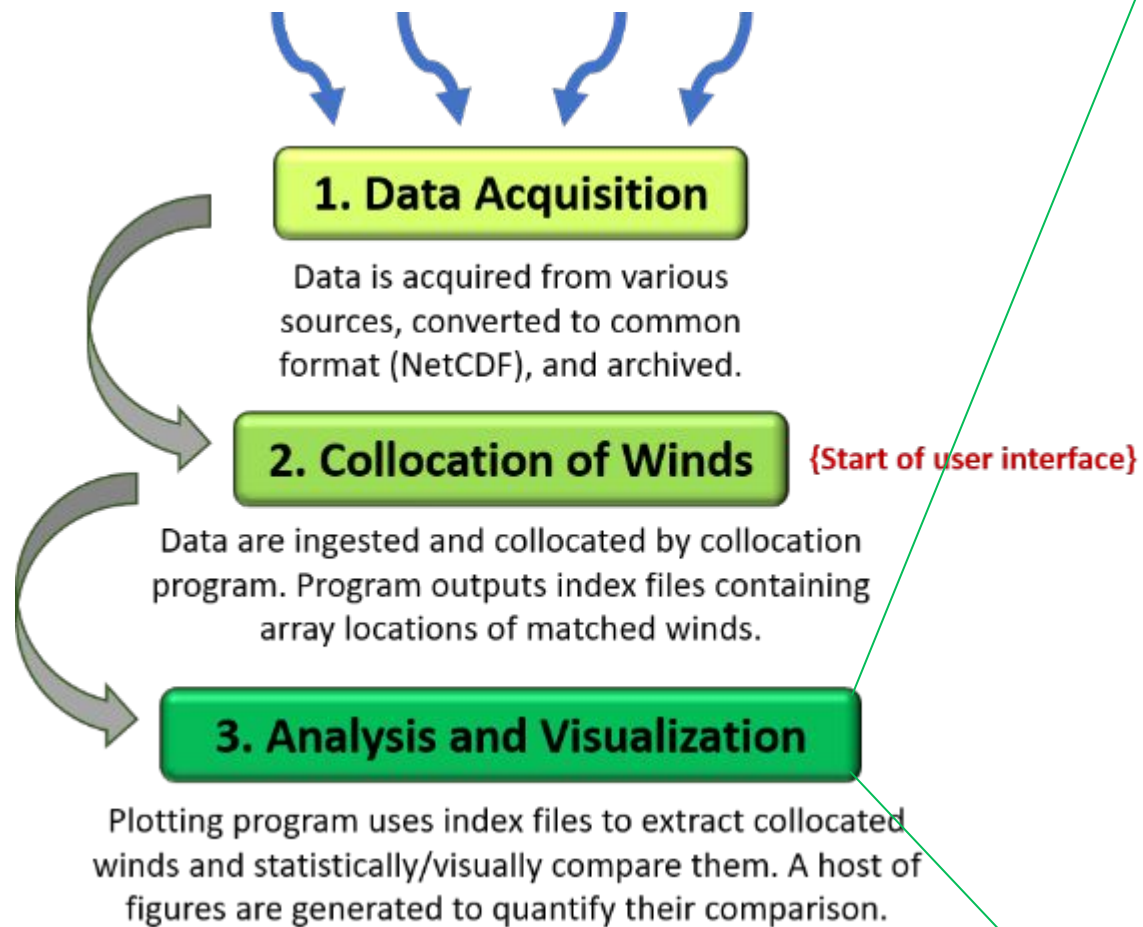 1. Data Acquisition
Data is acquired from various
sources, converted to common
format (NetCDF), and archived.
2. Collocation of Winds
{Start of user interface}
Data are ingested and collocated by collocation
program. Program outputs index files containing
array locations of matched winds.
3. Analysis and Visualization
Plotting program uses index files to extract collocated
winds and statistically/visually compare them. A host of
figures are generated to quantify their comparison.